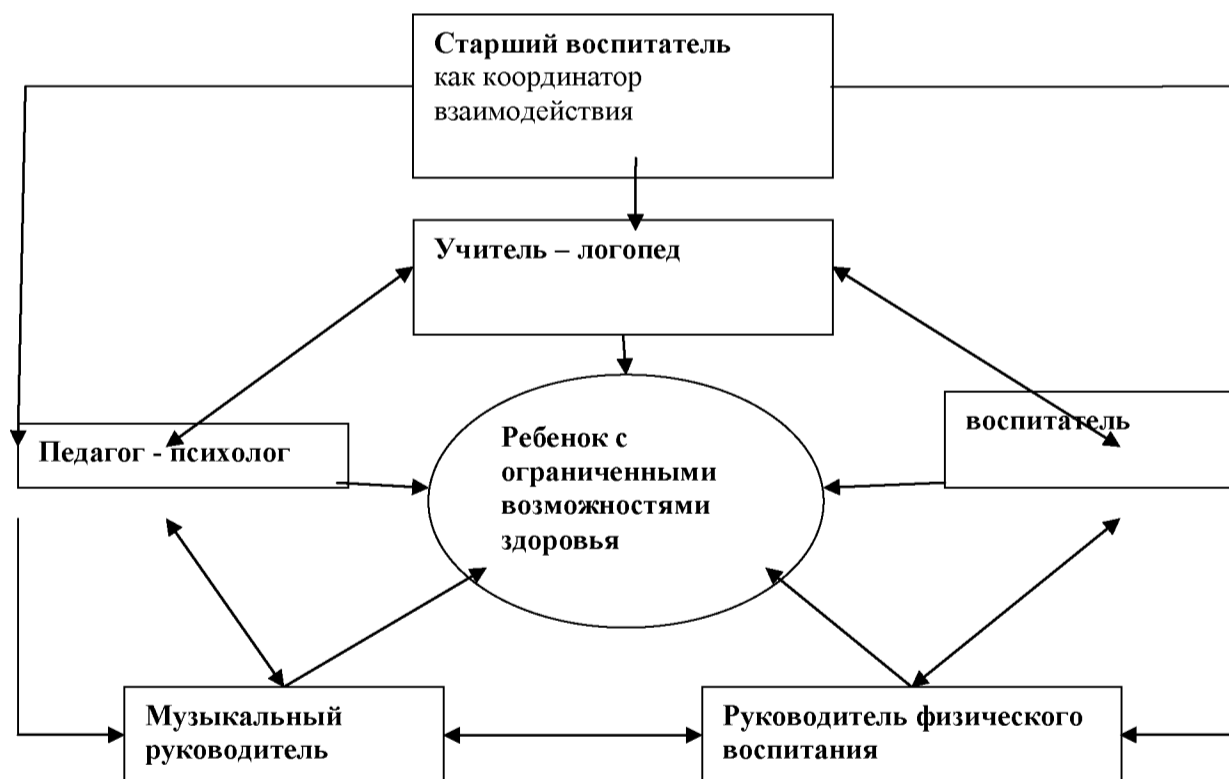 Старший воспитатель
как координатор
взаимодействия
Учитель – логопед
Педагог - психолог
Ребенок с
ограниченными
возможностями
здоровья
воспитатель
Музыкальный
руководитель
Руководитель физического
воспитания